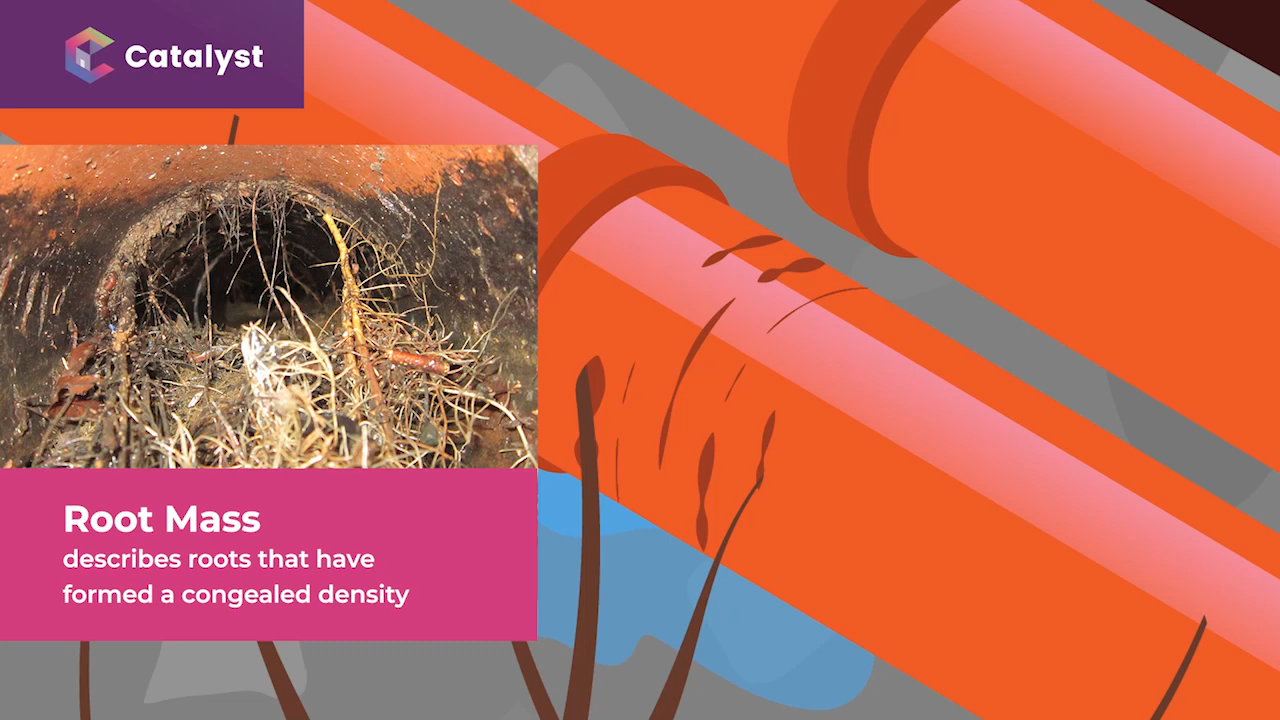 Catalyst
Root Mass
describes roots that have
formed a congealed density